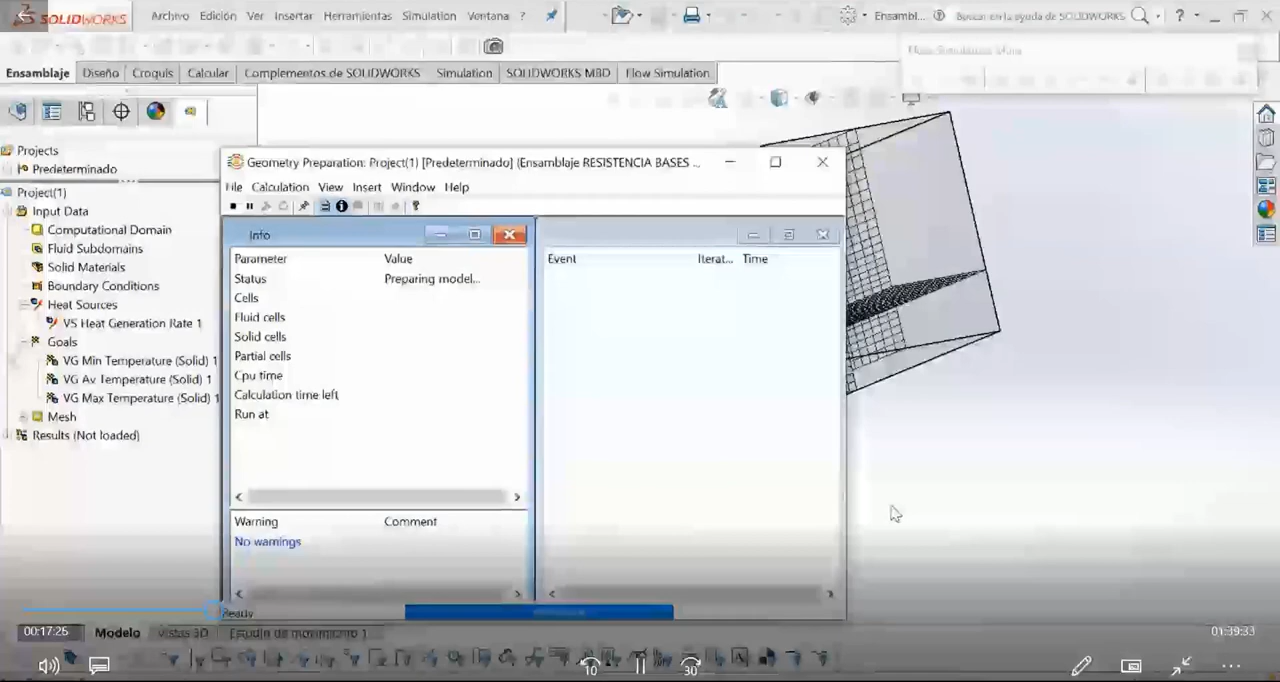 SOLIDWORKS Archivo Edición Ver Insertar Herramientas Simulation Ventana ? Ensambl... Buscar en la ayuda de SOLIDWORKS
Ensamblaje Diseño Croquis Calcular Complementos de SOLIDWORKS Simulation SOLIDWORKS MBD Flow Simulation
Projects
Predeterminado
Project(1)
Input Data
Computational Domain
Fluid Subdomains
Solid Materials
Boundary Conditions
Heat Sources
VS Heat Generation Rate 1
Goals
VG Min Temperature (Solid) 1
VG Av Temperature (Solid) 1
VG Max Temperature (Solid) 1
Mesh
Results (Not loaded)
Geometry Preparation: Project(1) [Predeterminado] (Ensamblaje RESISTENCIA BASES ...
File Calculation View Insert Window Help
Info
Parameter Value
Status Preparing model...
Cells
Fluid cells
Solid cells
Partial cells
Cpu time
Calculation time left
Run at
Warning Comment
No warnings
Event Iterat... Time
Ready
00:17:25 Modelo Vistas 3D Estudio de movimiento 1 01:39:33
10 30